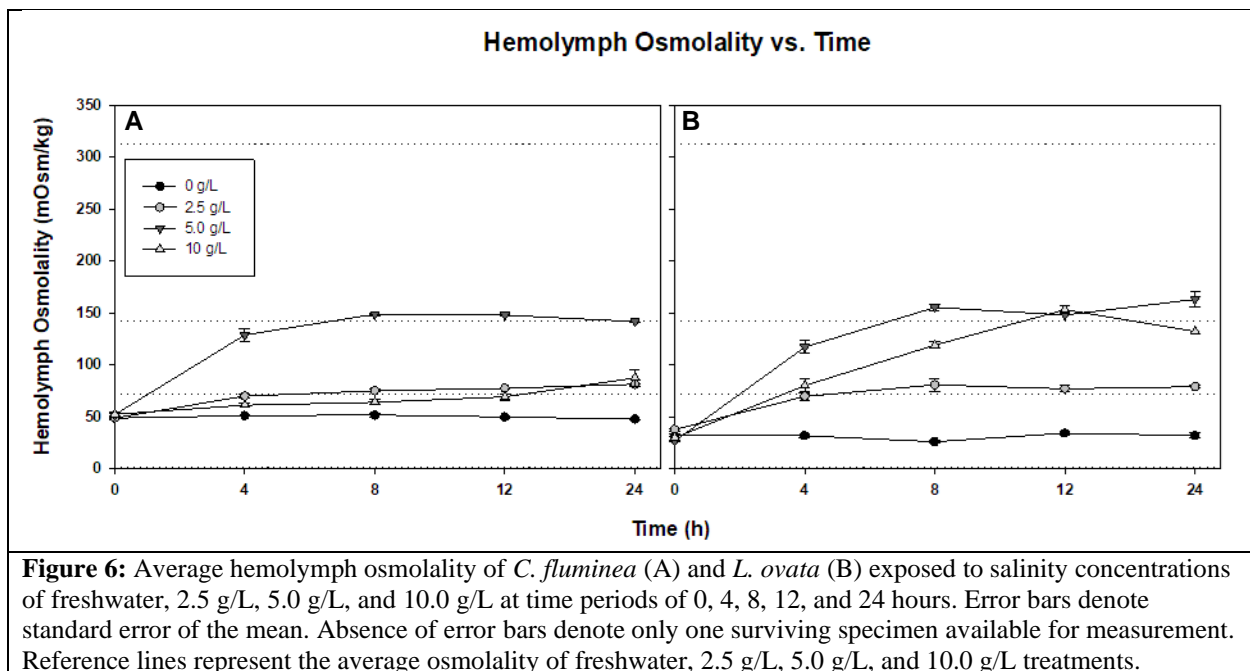 Hemolymph Osmolality vs. Time
Hemolymph Osmolality (mOsm/kg)
350
300
250
200
150
100
50
0
A
0 g/L
2.5 g/L
5.0 g/L
10 g/L
0 4 8 12 24
B
0 4 8 12 24
Time (h)
Figure 6: Average hemolymph osmolality of C. fluminea (A) and L. ovata (B) exposed to salinity concentrations
of freshwater, 2.5 g/L, 5.0 g/L, and 10.0 g/L at time periods of 0, 4, 8, 12, and 24 hours. Error bars denote
standard error of the mean. Absence of error bars denote only one surviving specimen available for measurement.
Reference lines represent the average osmolality of freshwater, 2.5 g/L, 5.0 g/L, and 10.0 g/L treatments.